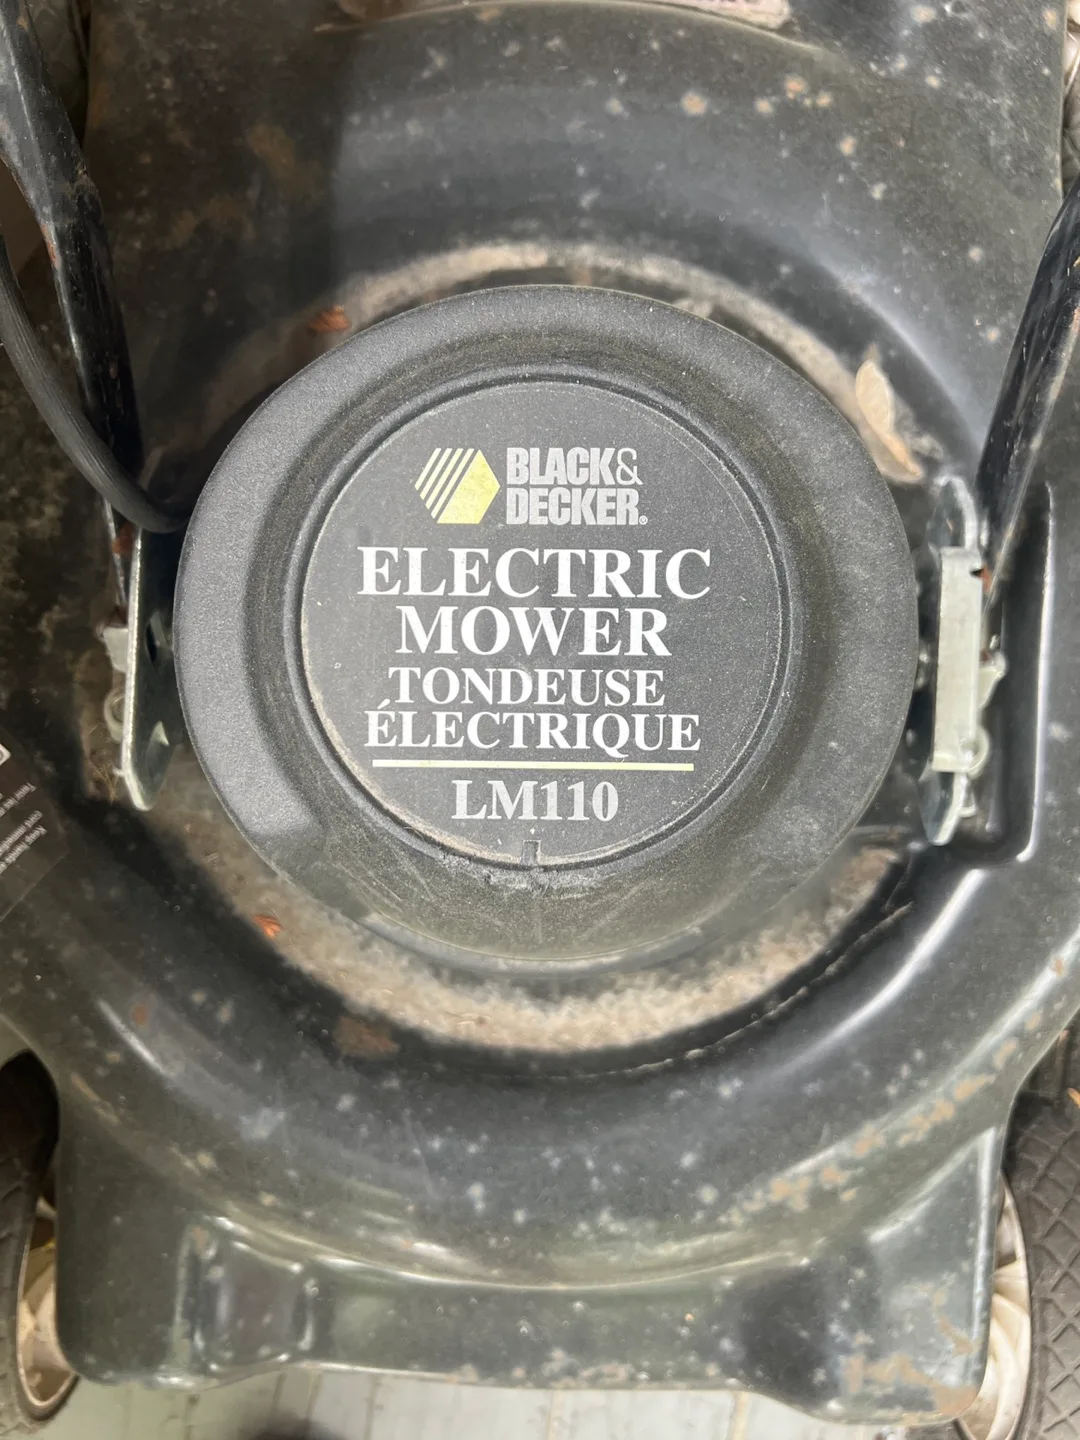 BLACK&
DECKER®
ELECTRIC
MOWER
TONDEUSE
ÉLECTRIQUE
LM110